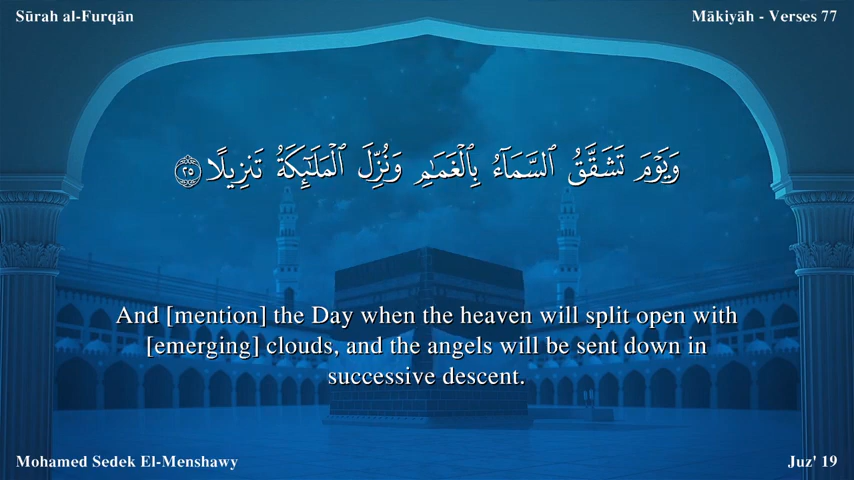 Sūrah al-Furqān
Mākiyāh - Verses 77
وَيَوْمَ تَشَقَّقُ ٱلسَّمَآءُ بِٱلْغَمَـٰمِ وَنُزِّلَ ٱلْمَلَـٰٓئِكَةُ تَنزِيلًا ٢٥
And [mention] the Day when the heaven will split open with
[emerging] clouds, and the angels will be sent down in
successive descent.
Mohamed Sedek El-Menshawy
Juz' 19